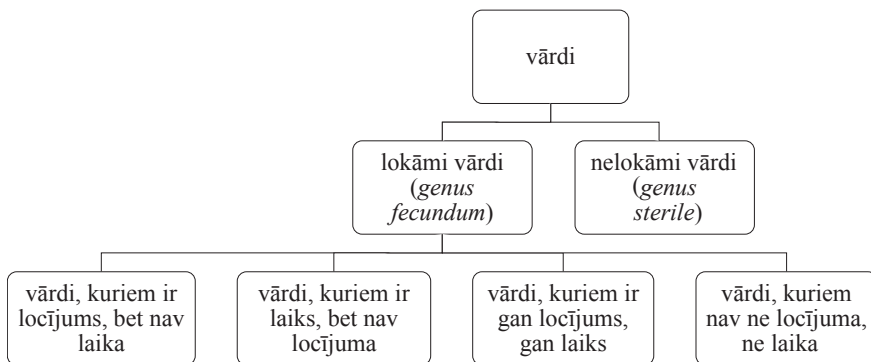 vārdi
lokāmi vārdi
(genus
fecundum)
nelokāmi vārdi
(genus
sterile)
vārdi, kuriem ir
locījums, bet nav
laika
vārdi, kuriem ir
laiks, bet nav
locījuma
vārdi, kuriem ir
gan locījums,
gan laiks
vārdi, kuriem
nav ne locījuma,
ne laika